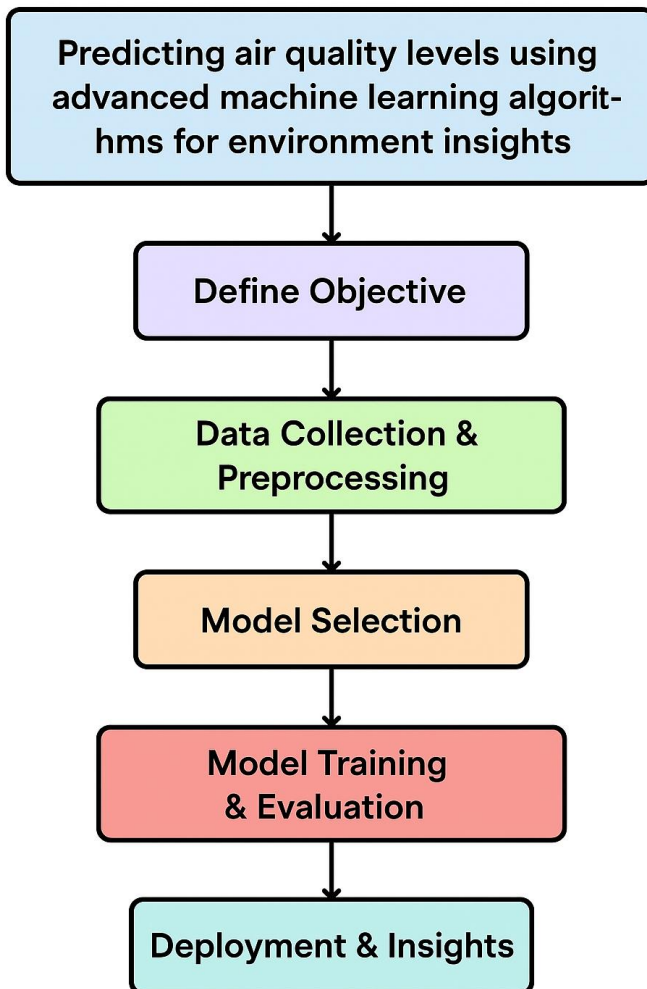 Predicting air quality levels using
advanced machine learning algorit-
hms for environment insights
Define Objective
Data Collection &
Preprocessing
Model Selection
Model Training
& Evaluation
Deployment & Insights